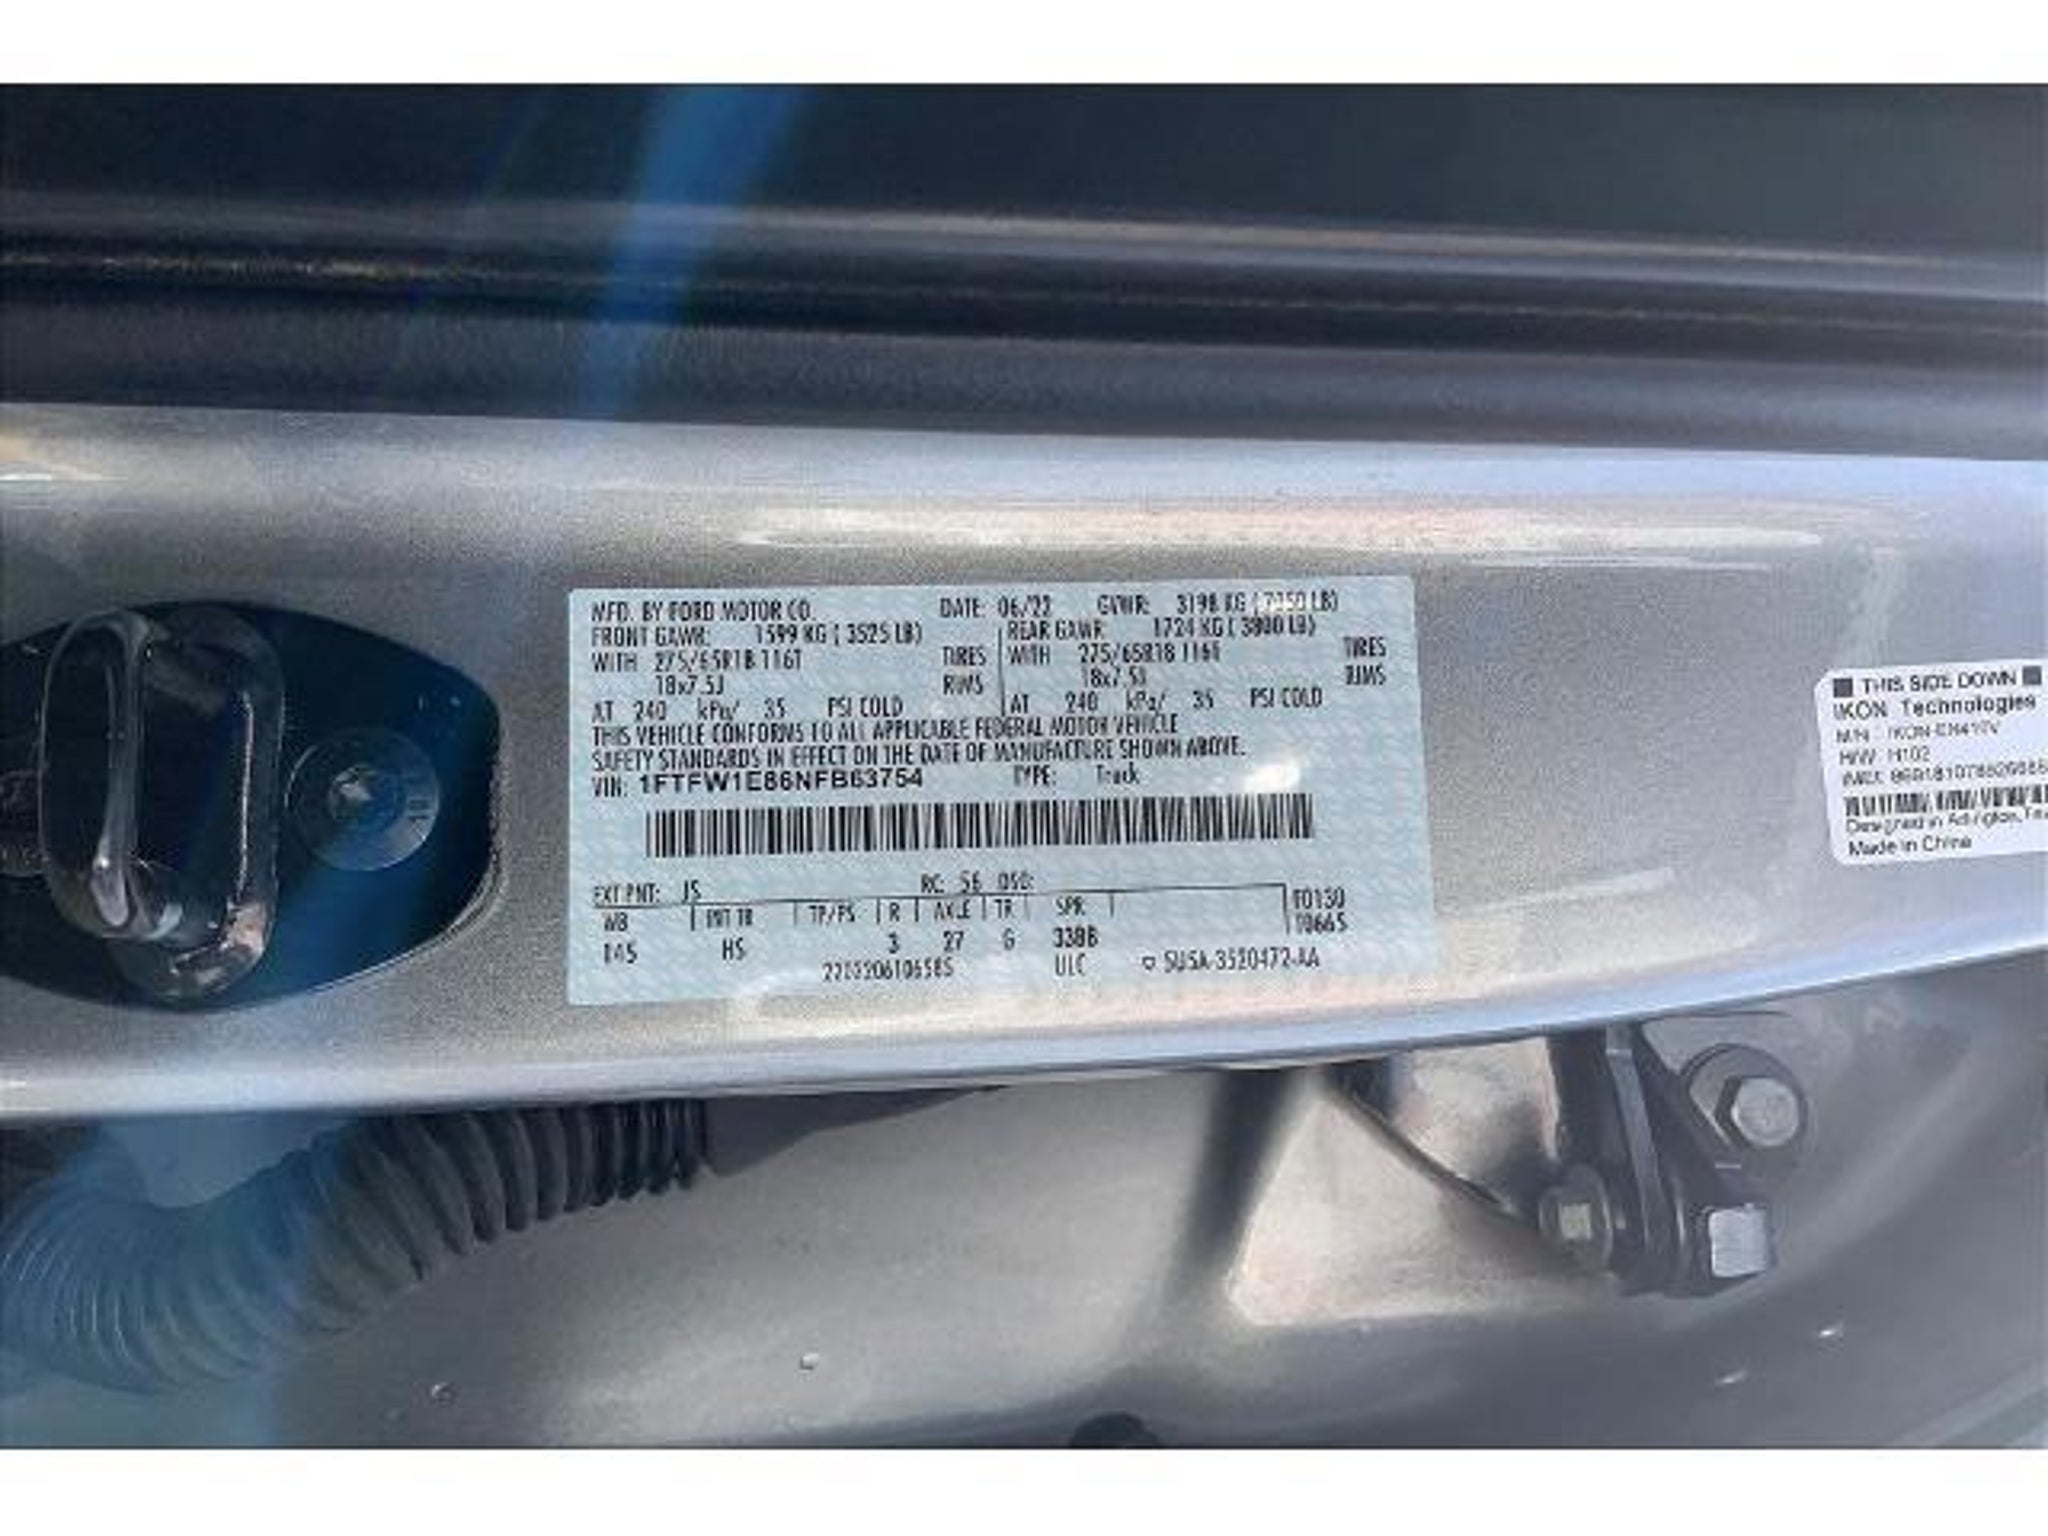 MFD. BY FORD MOTOR CO. DATE: 06/22 GVWR: 3198 KG ( 7050 LB)
FRONT GAWR: 1599 KG ( 3525 LB) REAR GAWR: 1724 KG ( 3800 LB)
WITH 275/65R18 116T TIRES WITH 275/65R18 116T TIRES
18x7.5J RIMS 18x7.5J RIMS
AT 240 kPa/ 35 PSI COLD AT 240 kPa/ 35 PSI COLD
THIS VEHICLE CONFORMS TO ALL APPLICABLE FEDERAL MOTOR VEHICLE
SAFETY STANDARDS IN EFFECT ON THE DATE OF MANUFACTURE SHOWN ABOVE.
VIN: 1FTFW1E86NFB63754 TYPE: Truck
EXT PNT: JS RC: 56 DSO:
WB INT TR TP/PS R AXLE TR SPR
145 HS 3 27 G 33BB
ULC
THIS SIDE DOWN
IKON Technologies
H/W: H102
Designed in Arlington,
Made in China